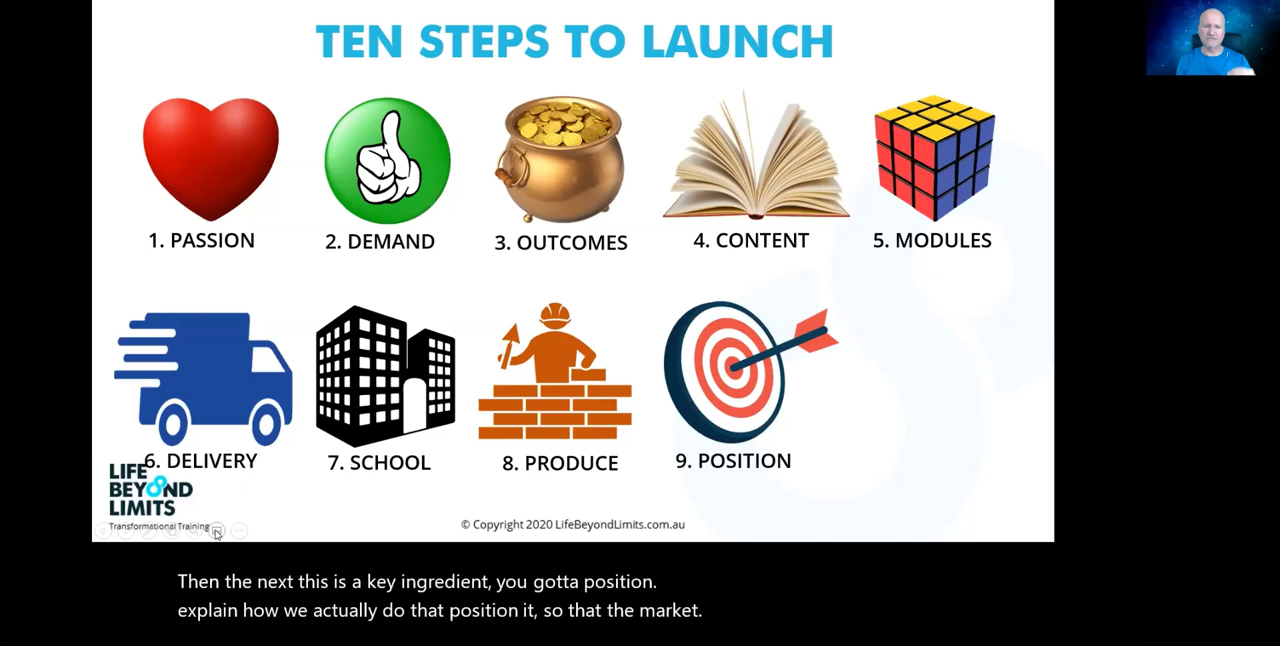 TEN STEPS TO LAUNCH
1. PASSION
2. DEMAND
3. OUTCOMES
4. CONTENT
5. MODULES
6. DELIVERY
7. SCHOOL
8. PRODUCE
9. POSITION
LIFE
BEYOND
LIMITS
Transformational Training
© Copyright 2020 LifeBeyondLimits.com.au
Then the next this is a key ingredient, you gotta position.
explain how we actually do that position it, so that the market.